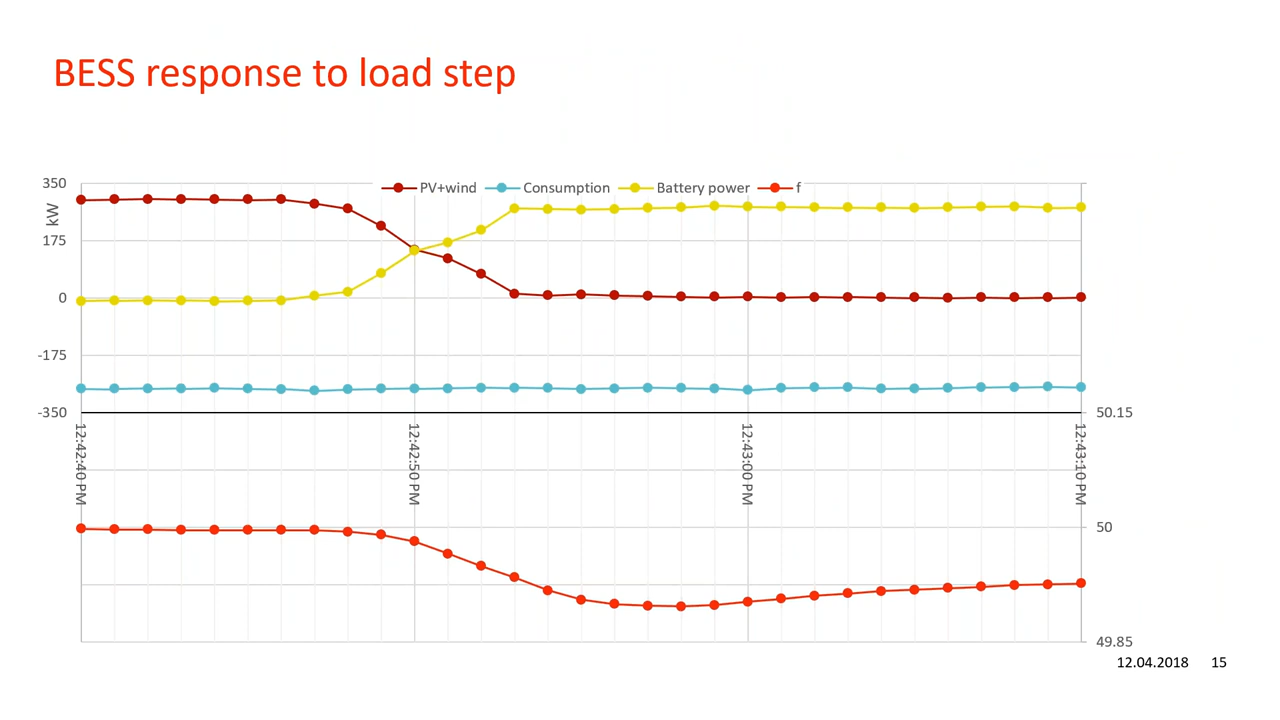 BESS response to load step
PV+wind Consumption Battery power f
350
kW
175
0
-175
-350
50.15
12:42:40 PM
12:42:50 PM
12:43:00 PM
12:43:10 PM
50
49.85
12.04.2018 15